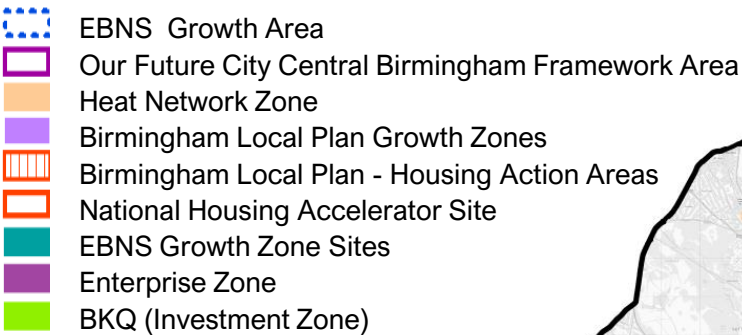 EBNS Growth Area
Our Future City Central Birmingham Framework Area
Heat Network Zone
Birmingham Local Plan Growth Zones
Birmingham Local Plan - Housing Action Areas
National Housing Accelerator Site
EBNS Growth Zone Sites
Enterprise Zone
BKQ (Investment Zone)